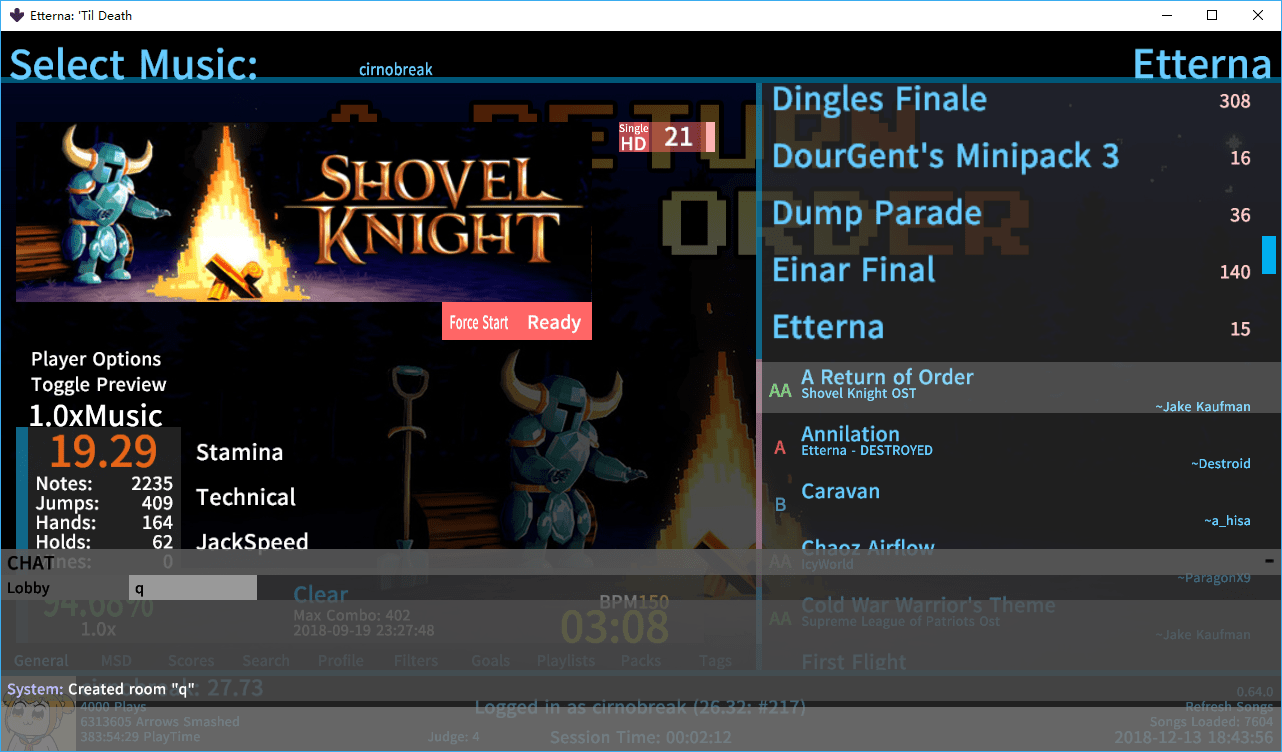 Etterna: 'Til Death
Select Music:
cirnobreak
Etterna
A RETURN
ORDER
SHOVEL
KNIGHT
Single
HD
21
Force Start
Ready
Player Options
Toggle Preview
1.0xMusic
19.29
Notes: 2235
Jumps: 409
Hands: 164
Holds: 62
Mines: 0
Stamina
Technical
JackSpeed
Dingles Finale 308
DourGent's Minipack 3 16
Dump Parade 36
Einar Final 140
Etterna 15
AA
A Return of Order
Shovel Knight OST
~Jake Kaufman
A
Annilation
Etterna - DESTROYED
~Destroid
B
Caravan
~a_hisa
AA
Chaoz Airflow
IcyWorld
~ParagonX9
AA
Cold War Warrior's Theme
Supreme League of Patriots Ost
~Jake Kaufman
First Flight
CHAT
-
Lobby
q
94.68%
1.0x
Clear
Max Combo: 402
2018-09-19 23:27:48
BPM150
03:08
General MSD Scores Search Profile Filters Goals Playlists Packs Tags
System: Created room "q"
cirnobreak: 27.73
4000 Plays
6313605 Arrows Smashed
383:54:29 PlayTime
Judge: 4
Logged in as cirnobreak (26.32: #217)
Session Time: 00:02:12
0.64.0
Refresh Songs
Songs Loaded: 7604
2018-12-13 18:43:56